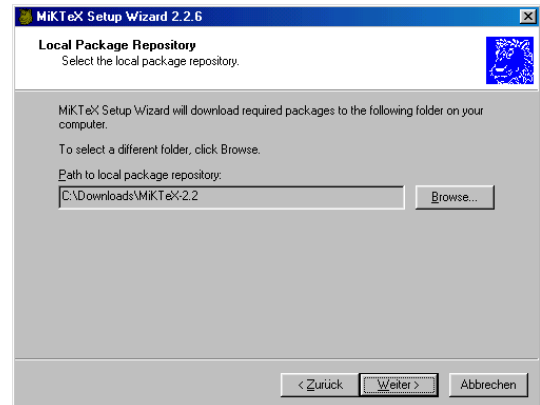 MiKTeX Setup Wizard 2.2.6
Local Package Repository
Select the local package repository.
MiKTeX Setup Wizard will download required packages to the following folder on your
computer.
To select a different folder, click Browse.
Path to local package repository:
C:\Downloads\MiKTeX-2.2
Browse...
< Zurück
Weiter >
Abbrechen